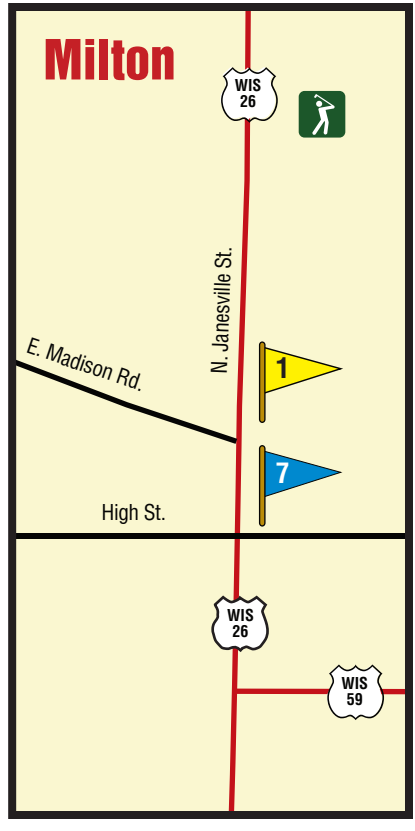 Milton
WIS
26
N. Janesville St.
1
E. Madison Rd.
7
High St.
WIS
26
WIS
59